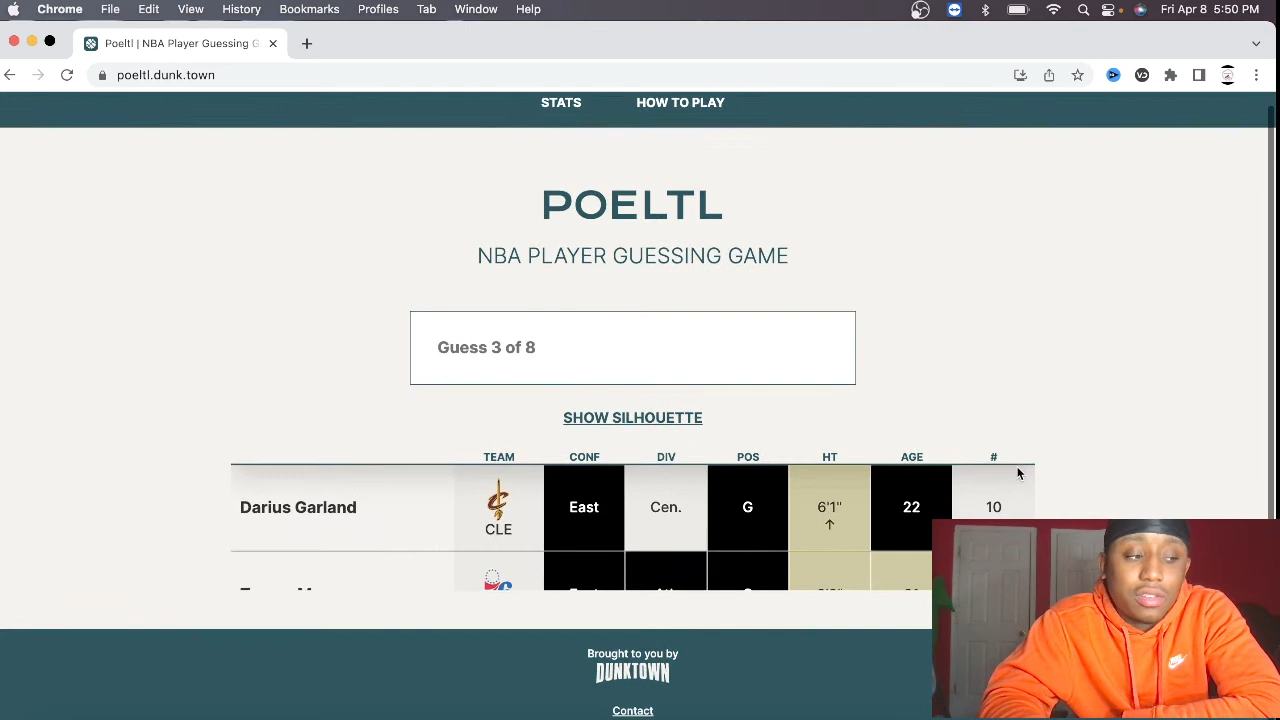 Chrome File Edit View History Bookmarks Profiles Tab Window Help Fri Apr 8 5:50 PM
Poeltl | NBA Player Guessing G
poeltl.dunk.town
STATS HOW TO PLAY
POELTL
NBA PLAYER GUESSING GAME
Guess 3 of 8
SHOW SILHOUETTE
TEAM CONF DIV POS HT AGE #
Darius Garland CLE East Cen. G 6'1" ↑ 22 10
Brought to you by
DUNKTOWN
Contact